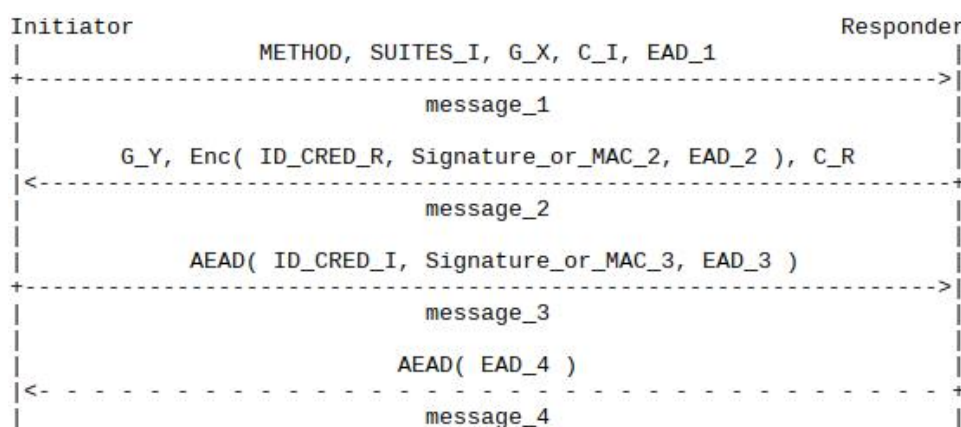 Initiator Responder
METHOD, SUITES_I, G_X, C_I, EAD_1
message_1
G_Y, Enc( ID_CRED_R, Signature_or_MAC_2, EAD_2 ), C_R
message_2
AEAD( ID_CRED_I, Signature_or_MAC_3, EAD_3 )
message_3
AEAD( EAD_4 )
message_4